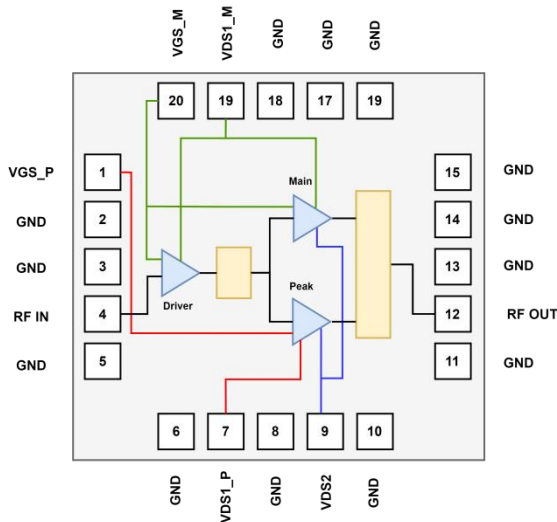 VGS_M
VDS1_M
GND
GND
GND
20
19
18
17
19
VGS_P
1
GND
2
GND
3
RF IN
4
GND
5
Main
Driver
Peak
15
GND
14
GND
13
GND
12
RF OUT
11
GND
6
7
8
9
10
GND
VDS1_P
GND
VDS2
GND